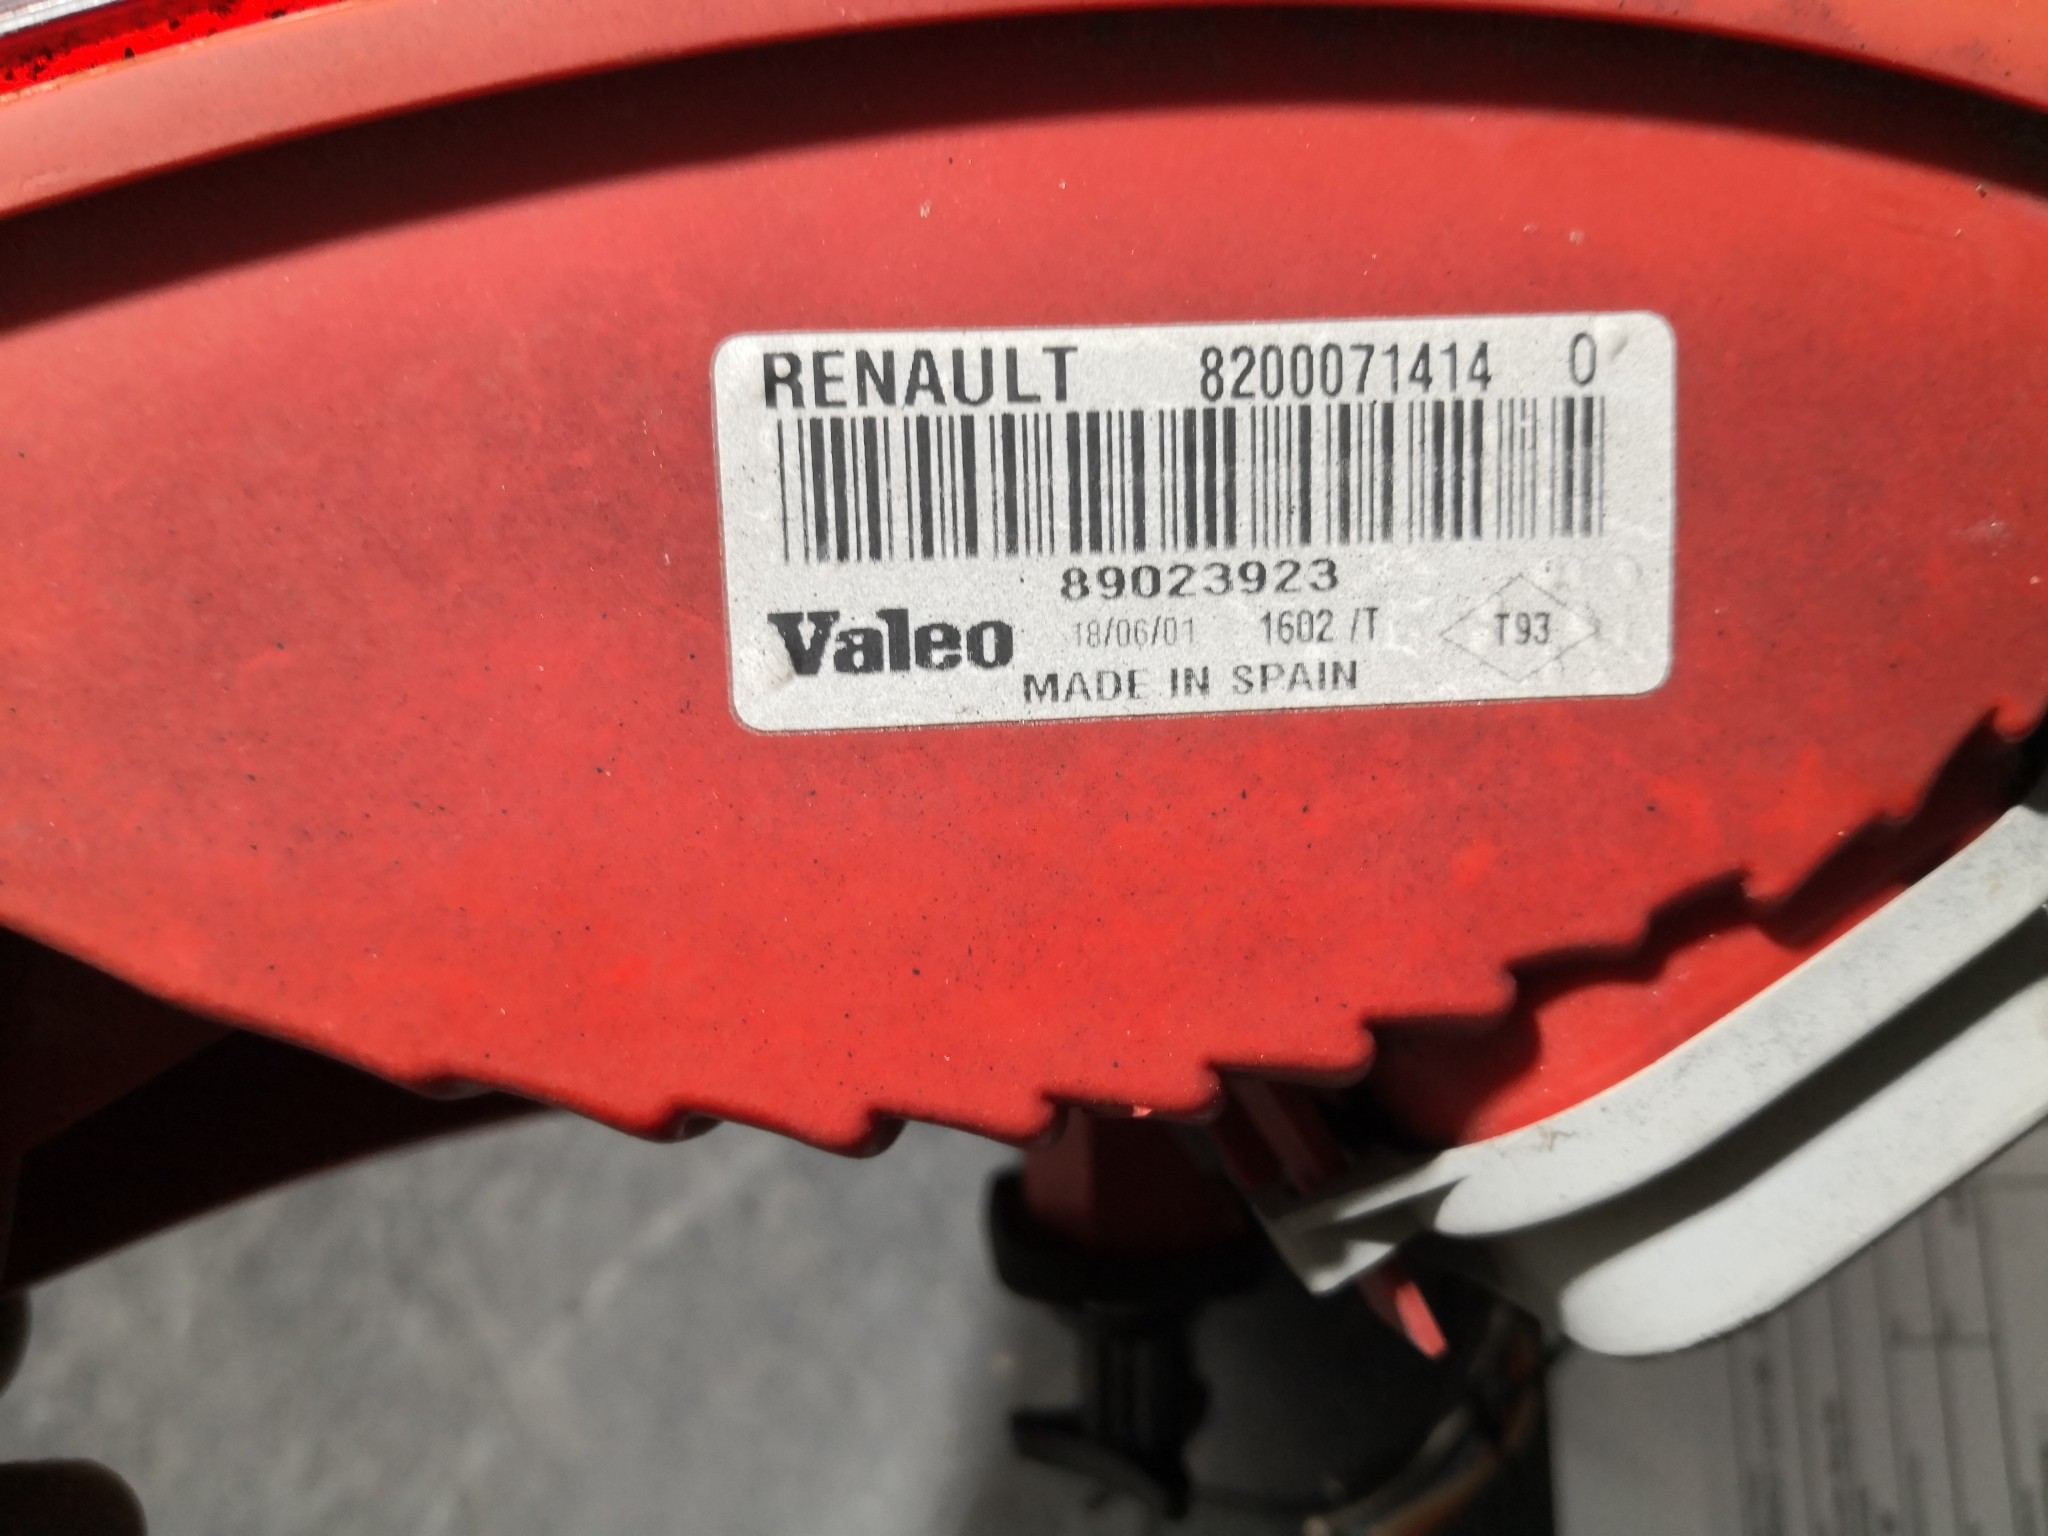 RENAULT 8200071414 0
89023923
Valeo 18/06/01 1602 /T T93
MADE IN SPAIN